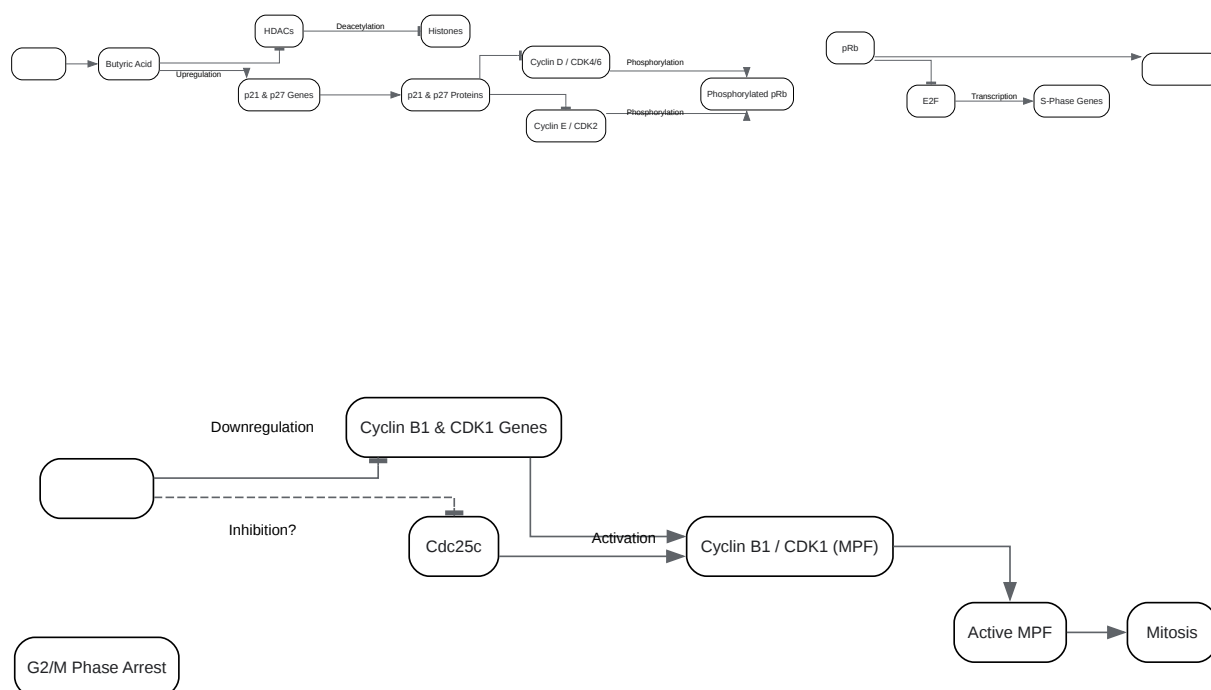 HDACs
Deacetylation
Histones
Butyric Acid
Upregulation
p21 & p27 Genes
p21 & p27 Proteins
Cyclin D / CDK4/6
Phosphorylation
Cyclin E / CDK2
Phosphorylation
Phosphorylated pRb
pRb
E2F
Transcription
S-Phase Genes
Downregulation
Cyclin B1 & CDK1 Genes
Inhibition?
Cdc25c
Activation
Cyclin B1 / CDK1 (MPF)
Active MPF
Mitosis
G2/M Phase Arrest